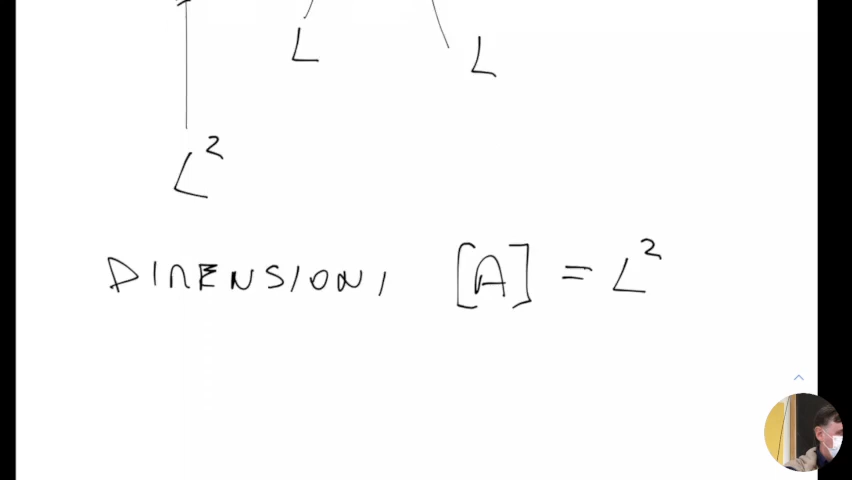 L L
L²
DIMENSIONI [A] = L²